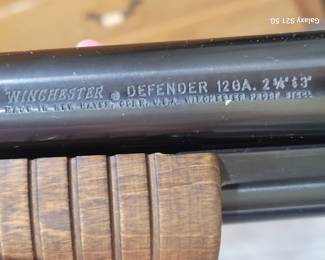 Galaxy S21 5G
WINCHESTER ® DEFENDER 12GA. 2¾" & 3"
MADE IN NEW HAVEN, CONN. U.S.A. WINCHESTER PROOF STEEL